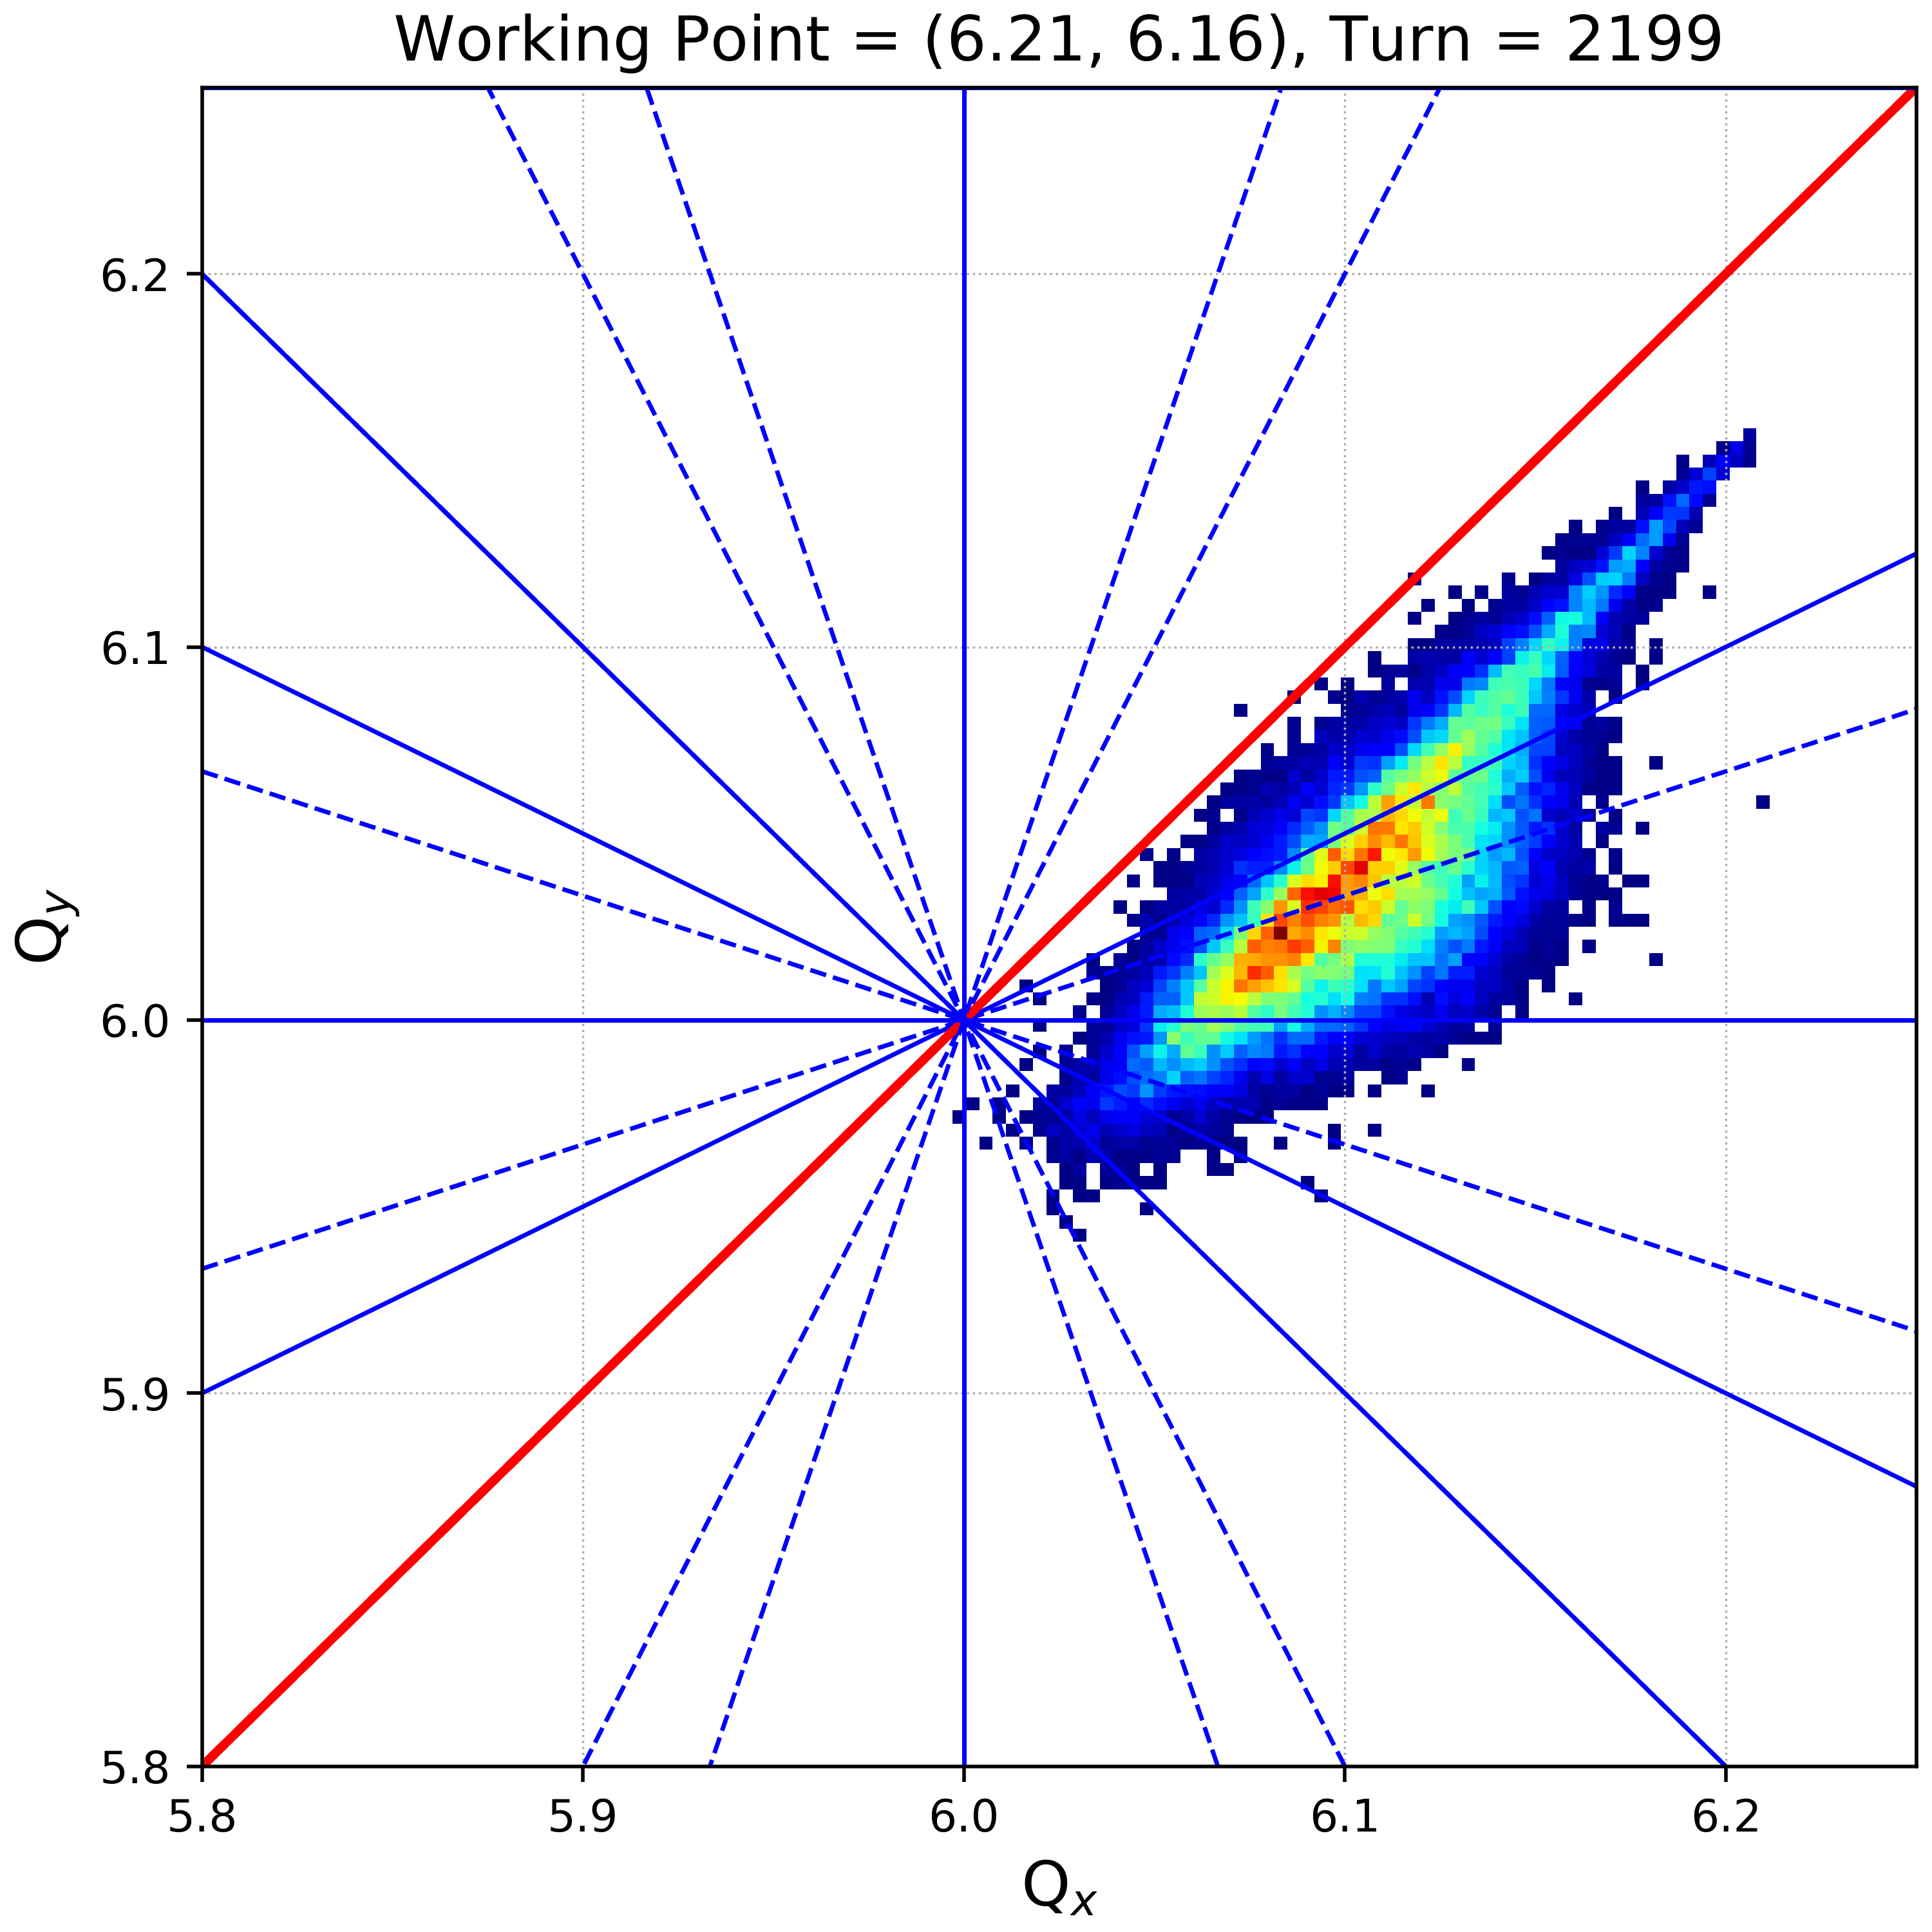 Working Point = (6.21, 6.16), Turn = 2199
6.2
6.1
6.0
5.9
5.8
Qy
5.8 5.9 6.0 6.1 6.2
Qx